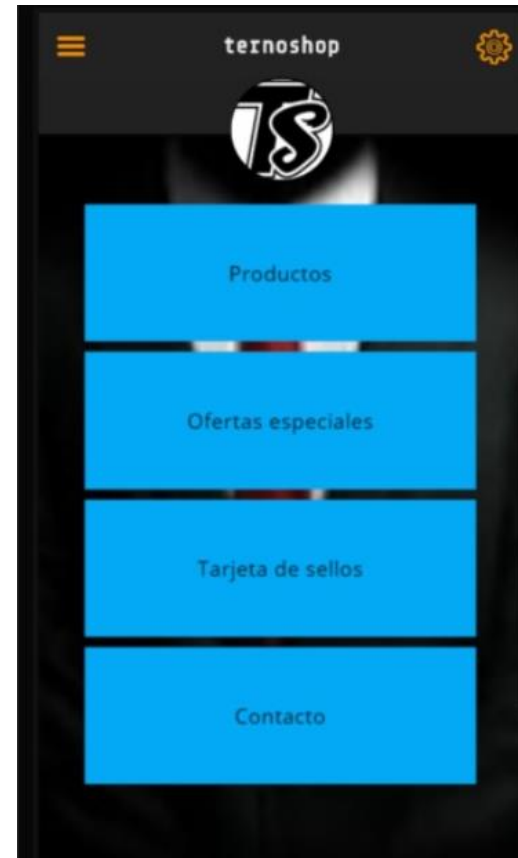 ternoshop
TS
Productos
Ofertas especiales
Tarjeta de sellos
Contacto